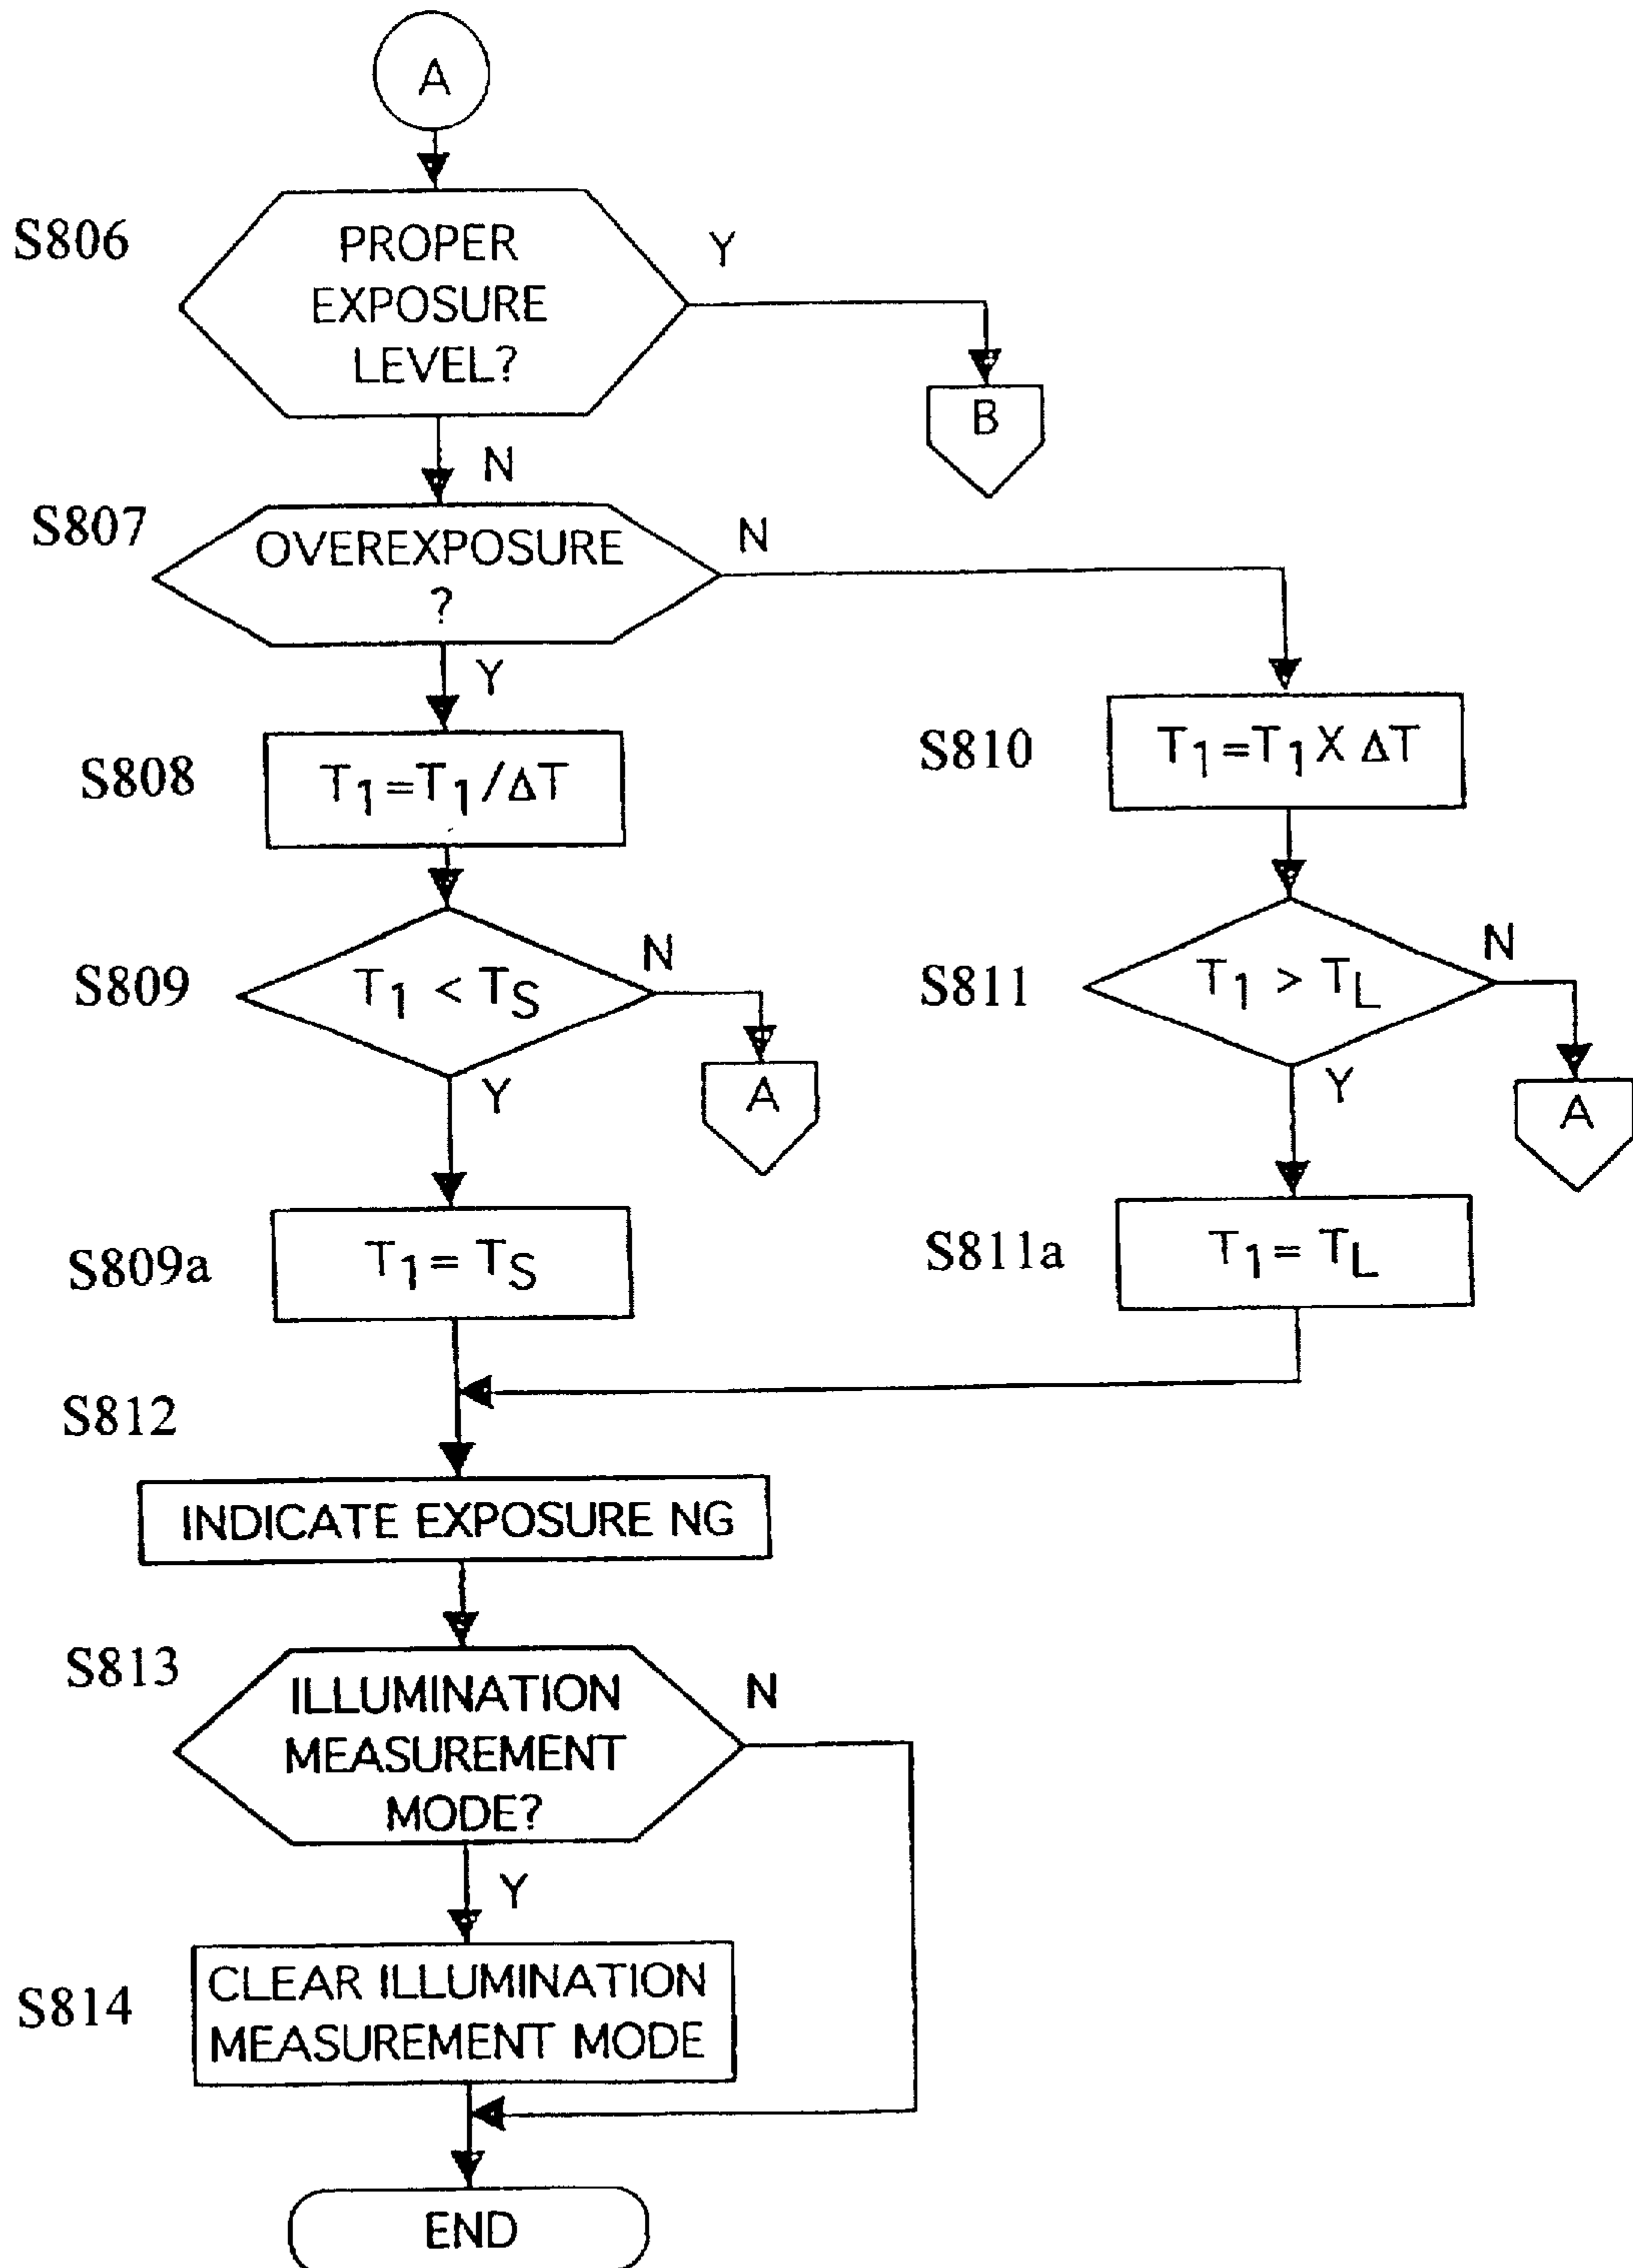 A
S806
PROPER
EXPOSURE
LEVEL?
Y
B
N
S807
OVEREXPOSURE
?
N
Y
S808
T1=T1/ΔT
S810
T1=T1 X ΔT
S809
T1 < TS
N
A
Y
S811
T1 > TL
N
A
Y
S809a
T1= TS
S811a
T1= TL
S812
INDICATE EXPOSURE NG
S813
ILLUMINATION
MEASUREMENT
MODE?
N
Y
S814
CLEAR ILLUMINATION
MEASUREMENT MODE
END